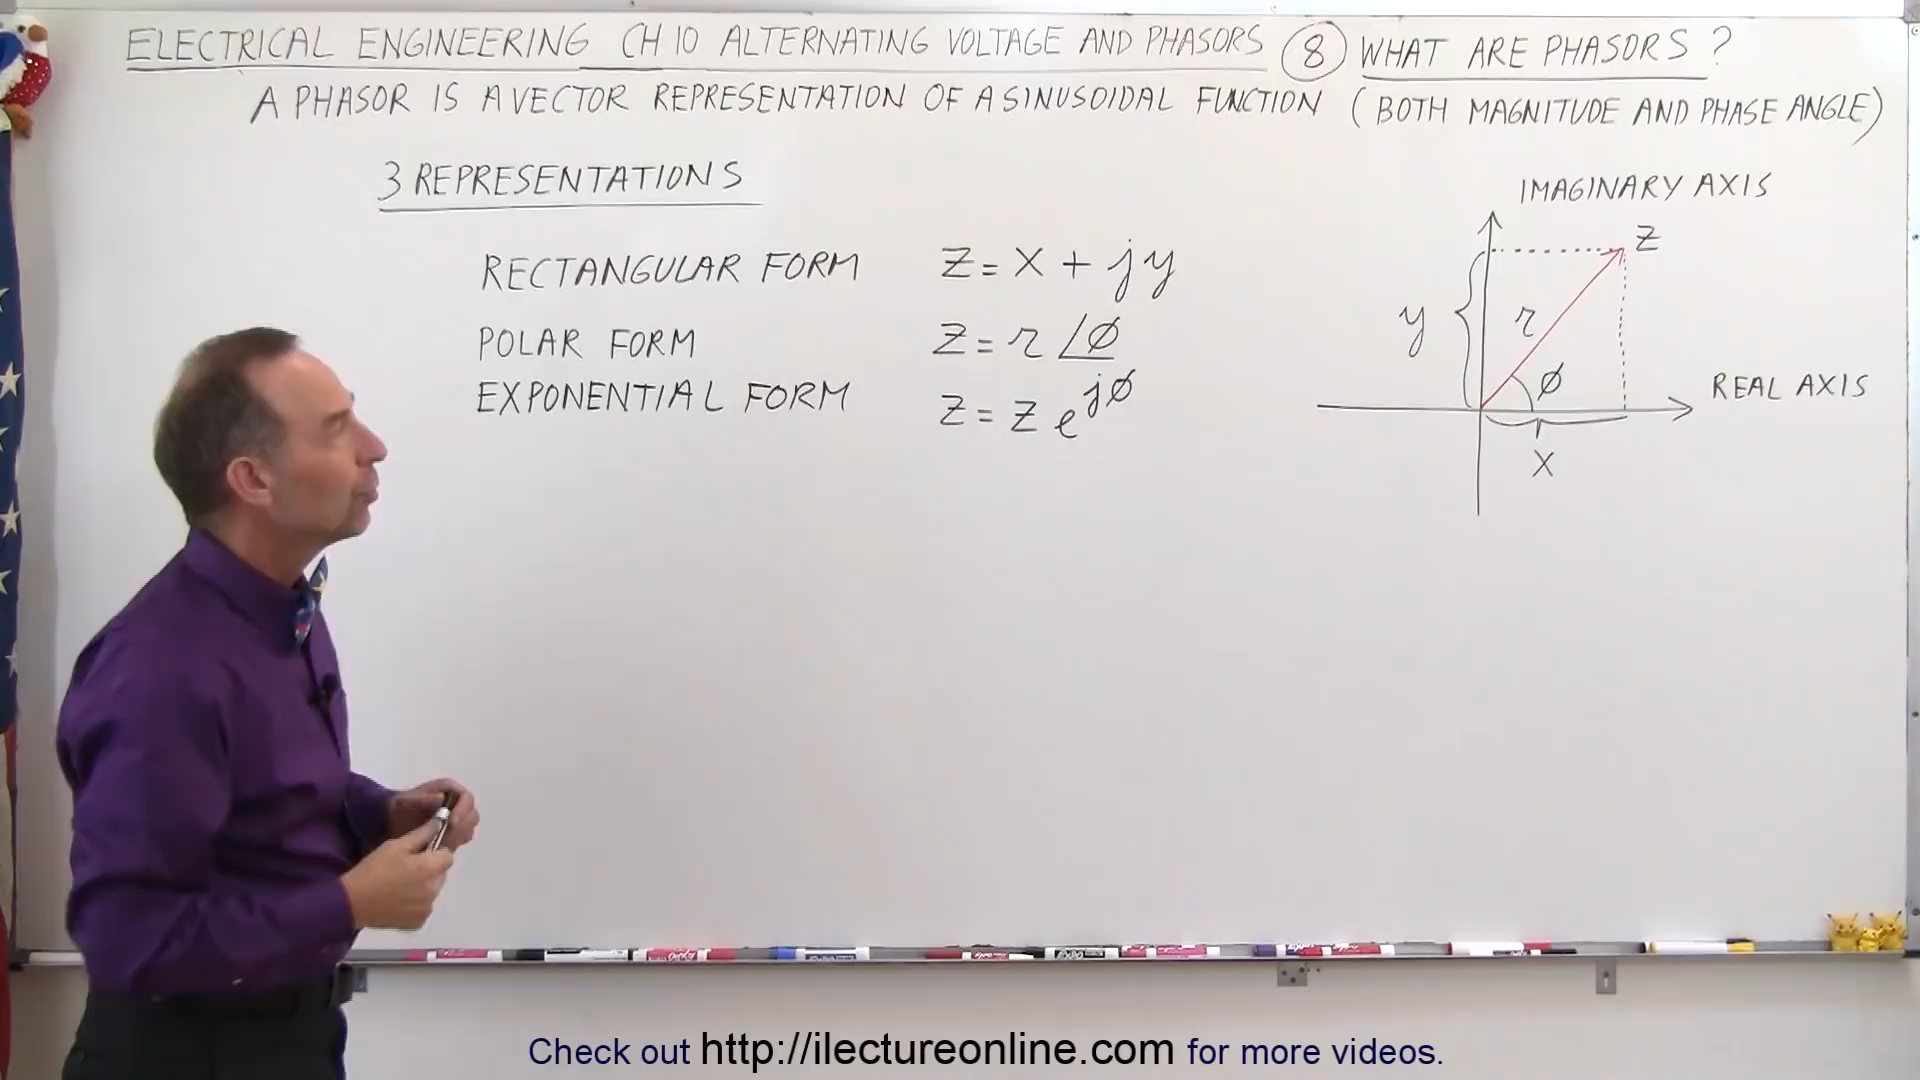 ELECTRICAL ENGINEERING CH 10 ALTERNATING VOLTAGE AND PHASORS (8) WHAT ARE PHASORS?
A PHASOR IS A VECTOR REPRESENTATION OF A SINUSOIDAL FUNCTION (BOTH MAGNITUDE AND PHASE ANGLE)
3 REPRESENTATIONS
RECTANGULAR FORM z = x + jy
POLAR FORM z = r ∠ø
EXPONENTIAL FORM z = z e^jø
IMAGINARY AXIS
z
y
r
ø
REAL AXIS
x
Check out http://ilectureonline.com for more videos.